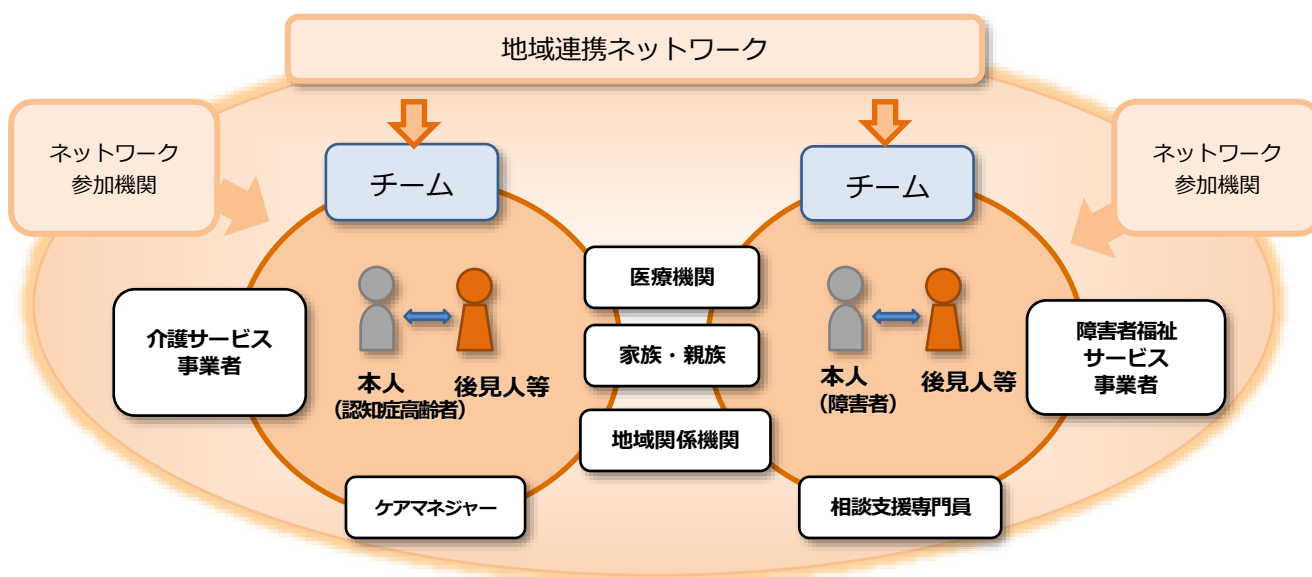 地域連携ネットワーク
ネットワーク
参加機関
ネットワーク
参加機関
チーム
チーム
医療機関
家族・親族
地域関係機関
介護サービス
事業者
本人
(認知症高齢者)
後見人等
ケアマネジャー
本人
(障害者)
後見人等
障害者福祉
サービス
事業者
相談支援専門員